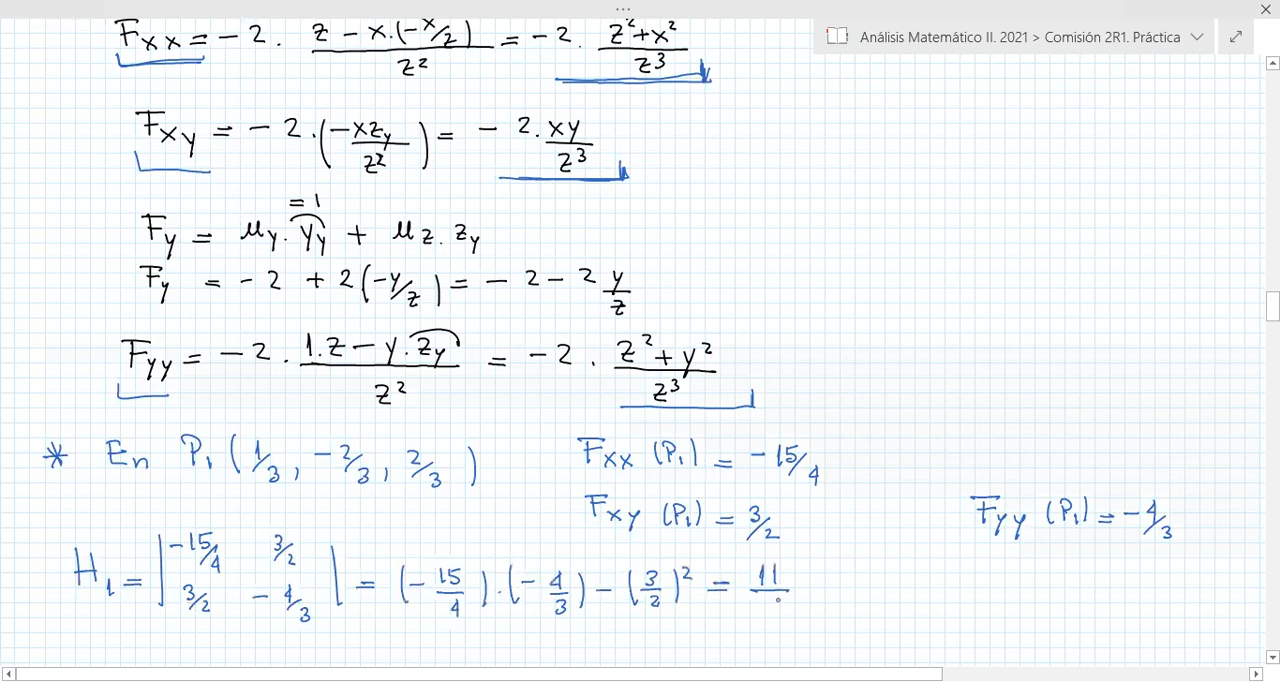 Análisis Matemático II. 2021 > Comisión 2R1. Práctica
Fxx = -2 . (z - x.(-x/z))/z² = -2 . (z²+x²)/z³
Fxy = -2 . (-xzy/z²) = -2. xy/z³
= 1
Fy = μy. yy + μz. zy
Fy = -2 + 2(-y/z) = -2 - 2 y/z
Fyy = -2 . (1.z - y.zy)/z² = -2 . (z²+y²)/z³
* En P₁ (1/3, -2/3, 2/3) Fxx (P₁) = -15/4
Fxy (P₁) = 3/2 Fyy (P₁) = -4/3
H₁ = |-15/4 3/2
3/2 -4/3| = (-15/4).(-4/3) - (3/2)² = 11/